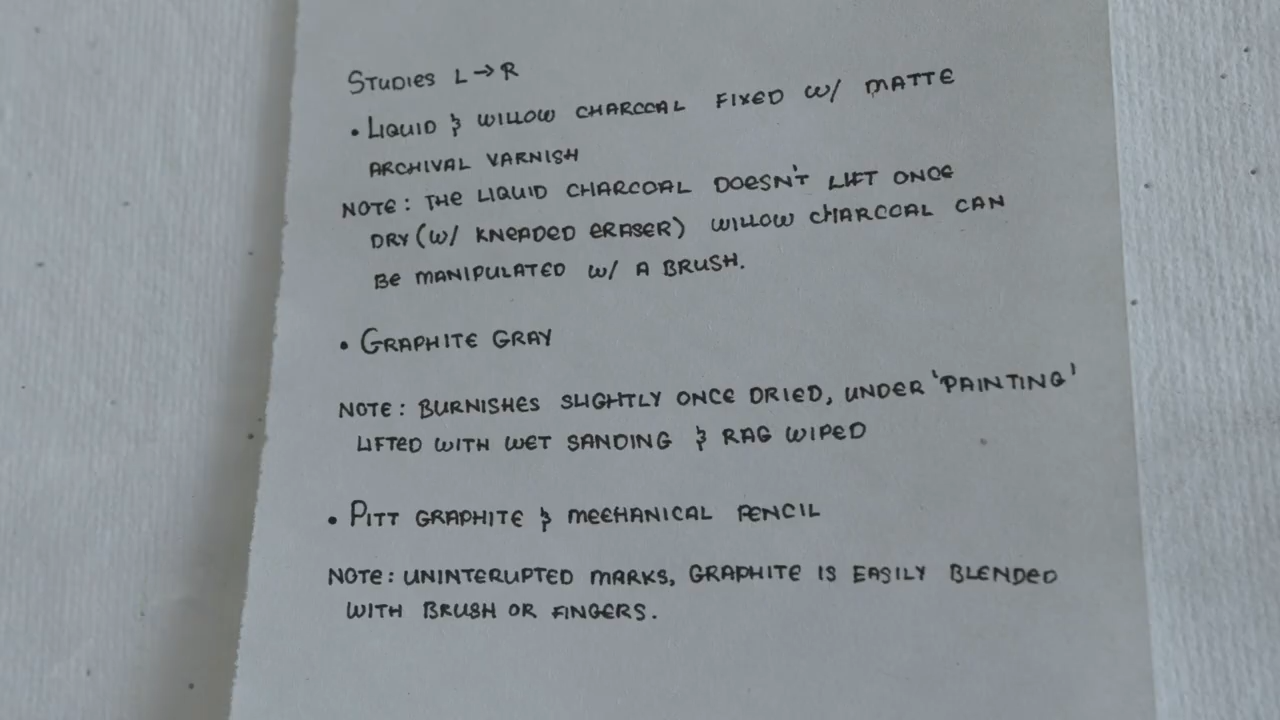 STUDIES L → R
• LIQUID & WILLOW CHARCOAL FIXED W/ MATTE
ARCHIVAL VARNISH
NOTE: THE LIQUID CHARCOAL DOESN'T LIFT ONCE
DRY (W/ KNEADED ERASER) WILLOW CHARCOAL CAN
BE MANIPULATED W/ A BRUSH.
• GRAPHITE GRAY
NOTE: BURNISHES SLIGHTLY ONCE DRIED, UNDER 'PAINTING'
LIFTED WITH WET SANDING & RAG WIPED
• PITT GRAPHITE & MECHANICAL PENCIL
NOTE: UNINTERUPTED MARKS, GRAPHITE IS EASILY BLENDED
WITH BRUSH OR FINGERS.